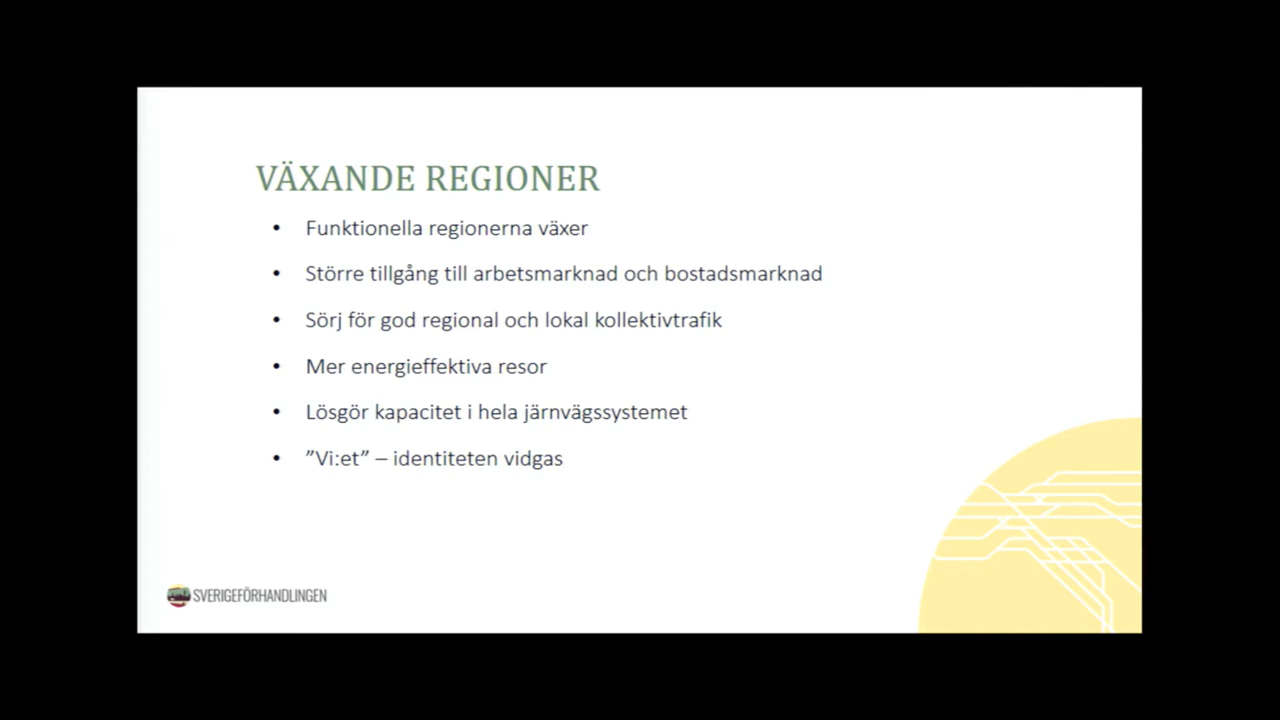 VÄXANDE REGIONER
• Funktionella regionerna växer
• Större tillgång till arbetsmarknad och bostadsmarknad
• Sörj för god regional och lokal kollektivtrafik
• Mer energieffektiva resor
• Lösgör kapacitet i hela järnvägssystemet
• ”Vi:et” – identiteten vidgas
SVERIGEFÖRHANDLINGEN